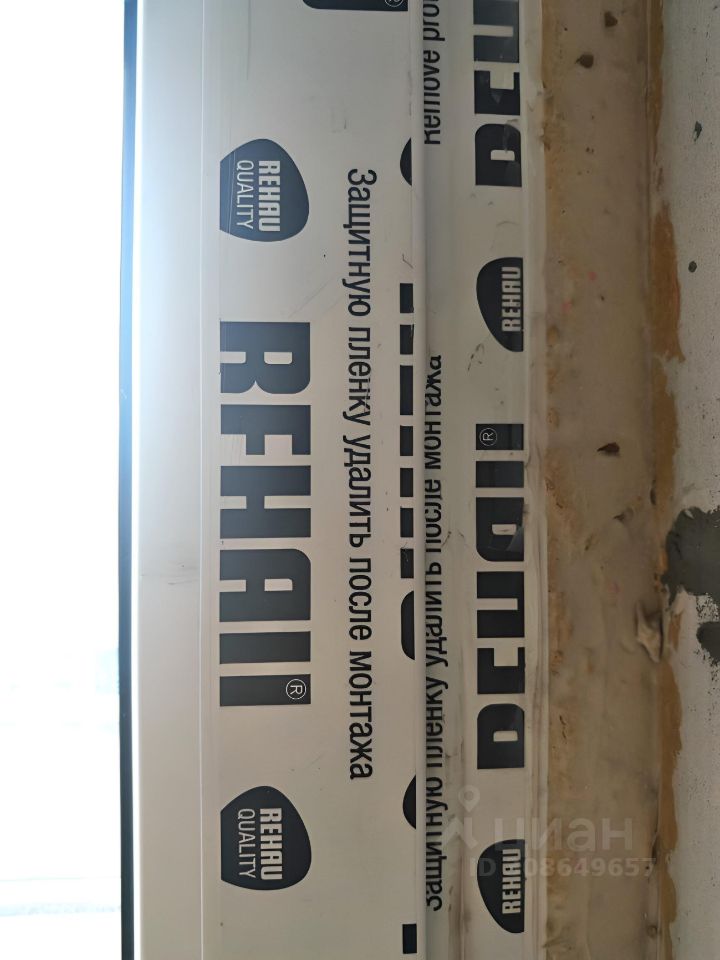 REHAU
QUALITY
Защитную пленку удалить после монтажа
REHAU®
REHAU
QUALITY
Remove pro
®
REHAU
Защитную пленку удалить после монтажа
®
REHAU
циан